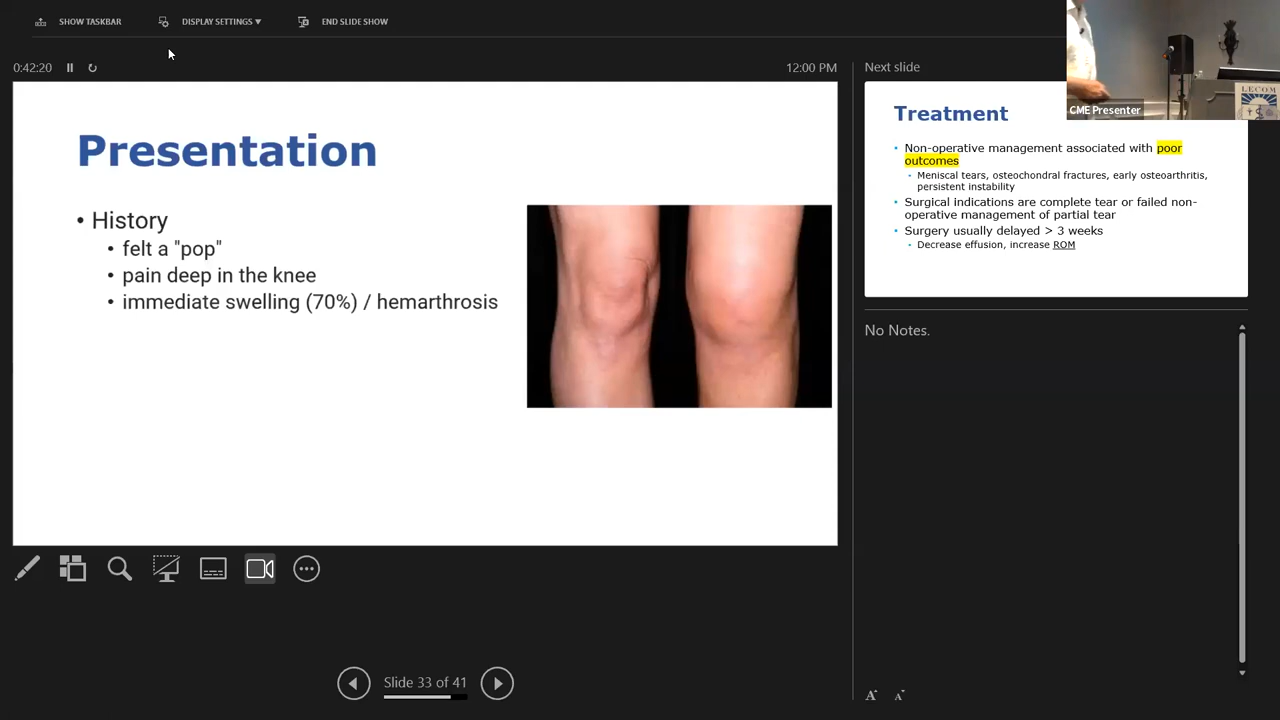 SHOW TASKBAR
DISPLAY SETTINGS ▼
END SLIDE SHOW
0:42:20
12:00 PM
Presentation
• History
• felt a "pop"
• pain deep in the knee
• immediate swelling (70%) / hemarthrosis
Slide 33 of 41
Next slide
CME Presenter
LECOM
Treatment
• Non-operative management associated with poor
outcomes
• Meniscal tears, osteochondral fractures, early osteoarthritis,
persistent instability
• Surgical indications are complete tear or failed non-
operative management of partial tear
• Surgery usually delayed > 3 weeks
• Decrease effusion, increase ROM
No Notes.
A A